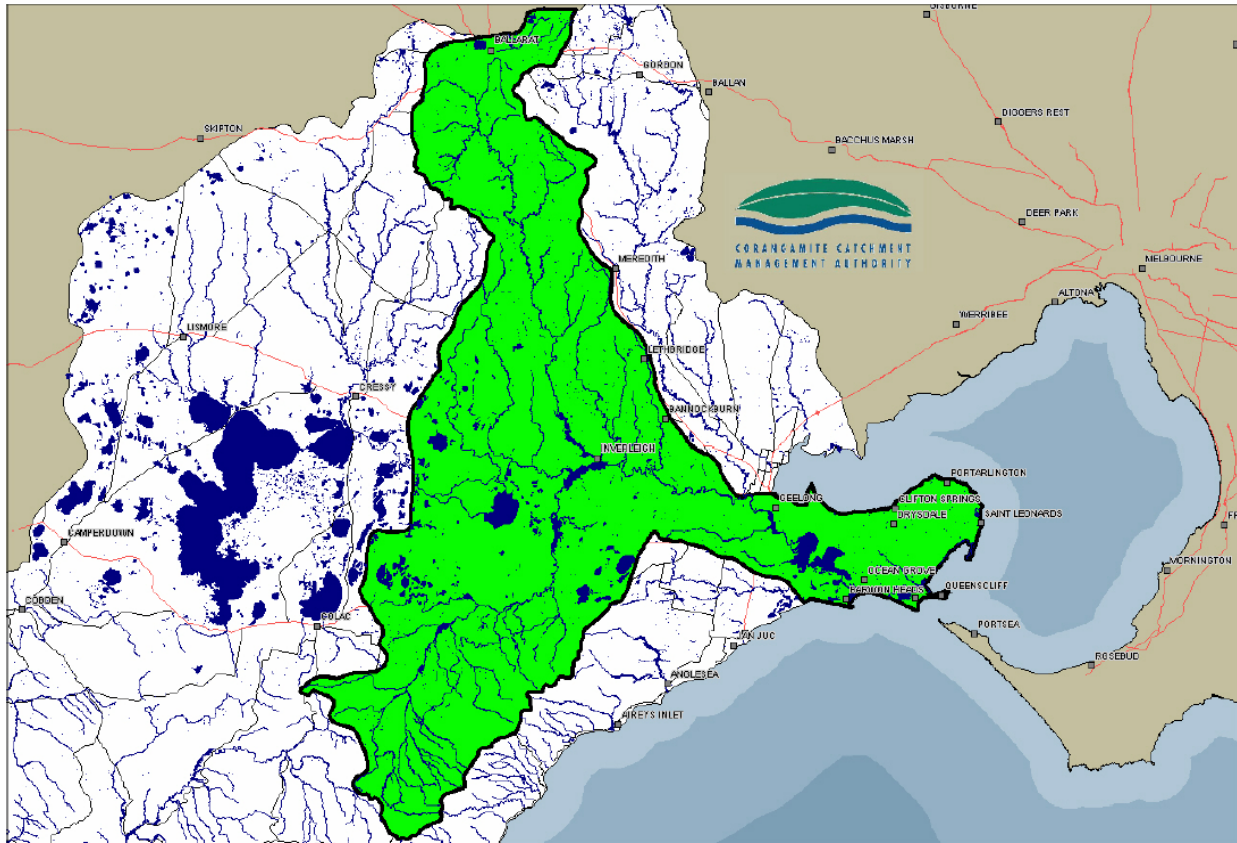 GISBORNE
BALLARAT
GORDON
BALLAN
SKIPTON
DIGGERS REST
BACCHUS MARSH
DEER PARK
CORANGAMITE CATCHMENT
MANAGEMENT AUTHORITY
MEREDITH
MELBOURNE
ALTONA
WERRIBEE
LISMORE
LETHBRIDGE
CRESSY
BANNOCKBURN
INVERLEIGH
PORTARLINGTON
CLIFTON SPRINGS
GEELONG
DRYSDALE
SAINT LEONARDS
FR
CAMPERDOWN
MORNINGTON
OCEAN GROVE
QUEENSCLIFF
BARWON HEADS
COBDEN
COLAC
PORTSEA
JAN JUC
ROSEBUD
ANGLESEA
AIREYS INLET